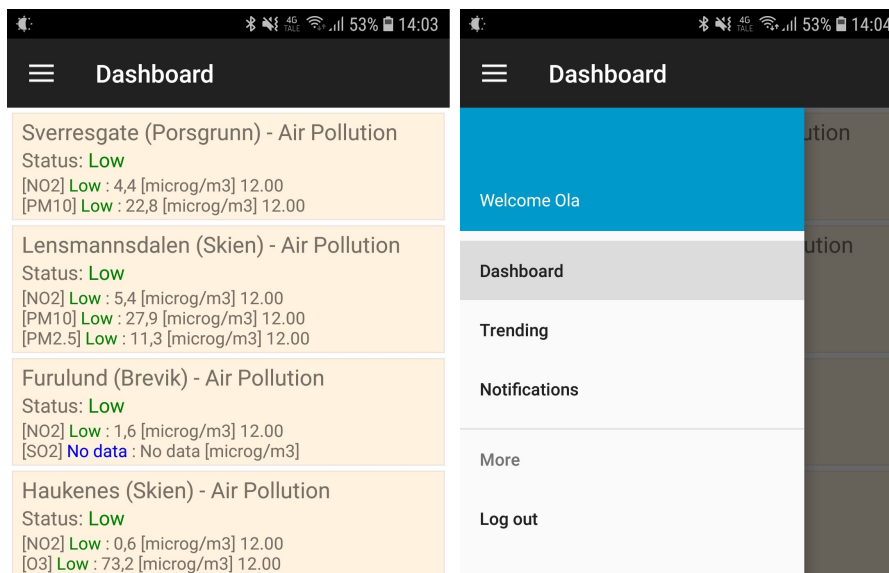 4G
TALE
53%
14:03
Dashboard
Sverresgate (Porsgrunn) - Air Pollution
Status: Low
[NO2] Low : 4,4 [microg/m3] 12.00
[PM10] Low : 22,8 [microg/m3] 12.00
Lensmannsdalen (Skien) - Air Pollution
Status: Low
[NO2] Low : 5,4 [microg/m3] 12.00
[PM10] Low : 27,9 [microg/m3] 12.00
[PM2.5] Low : 11,3 [microg/m3] 12.00
Furulund (Brevik) - Air Pollution
Status: Low
[NO2] Low : 1,6 [microg/m3] 12.00
[SO2] No data : No data [microg/m3]
Haukenes (Skien) - Air Pollution
Status: Low
[NO2] Low : 0,6 [microg/m3] 12.00
[O3] Low : 73,2 [microg/m3] 12.00
4G
TALE
53%
14:04
Dashboard
ution
Welcome Ola
ution
Dashboard
Trending
Notifications
More
Log out